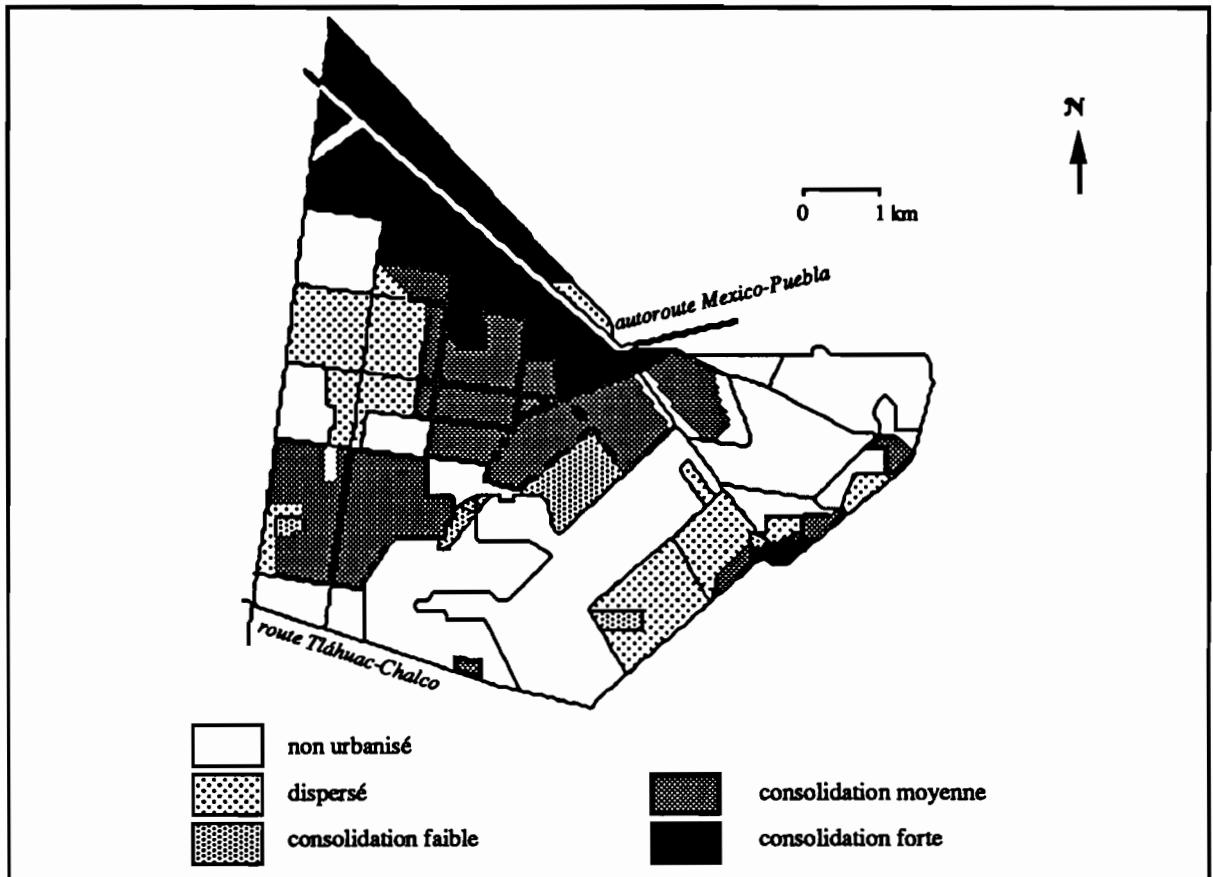 N
0 1 km
autoroute Mexico-Puebla
route Tláhuac-Chalco
non urbanisé
dispersé
consolidation faible
consolidation moyenne
consolidation forte